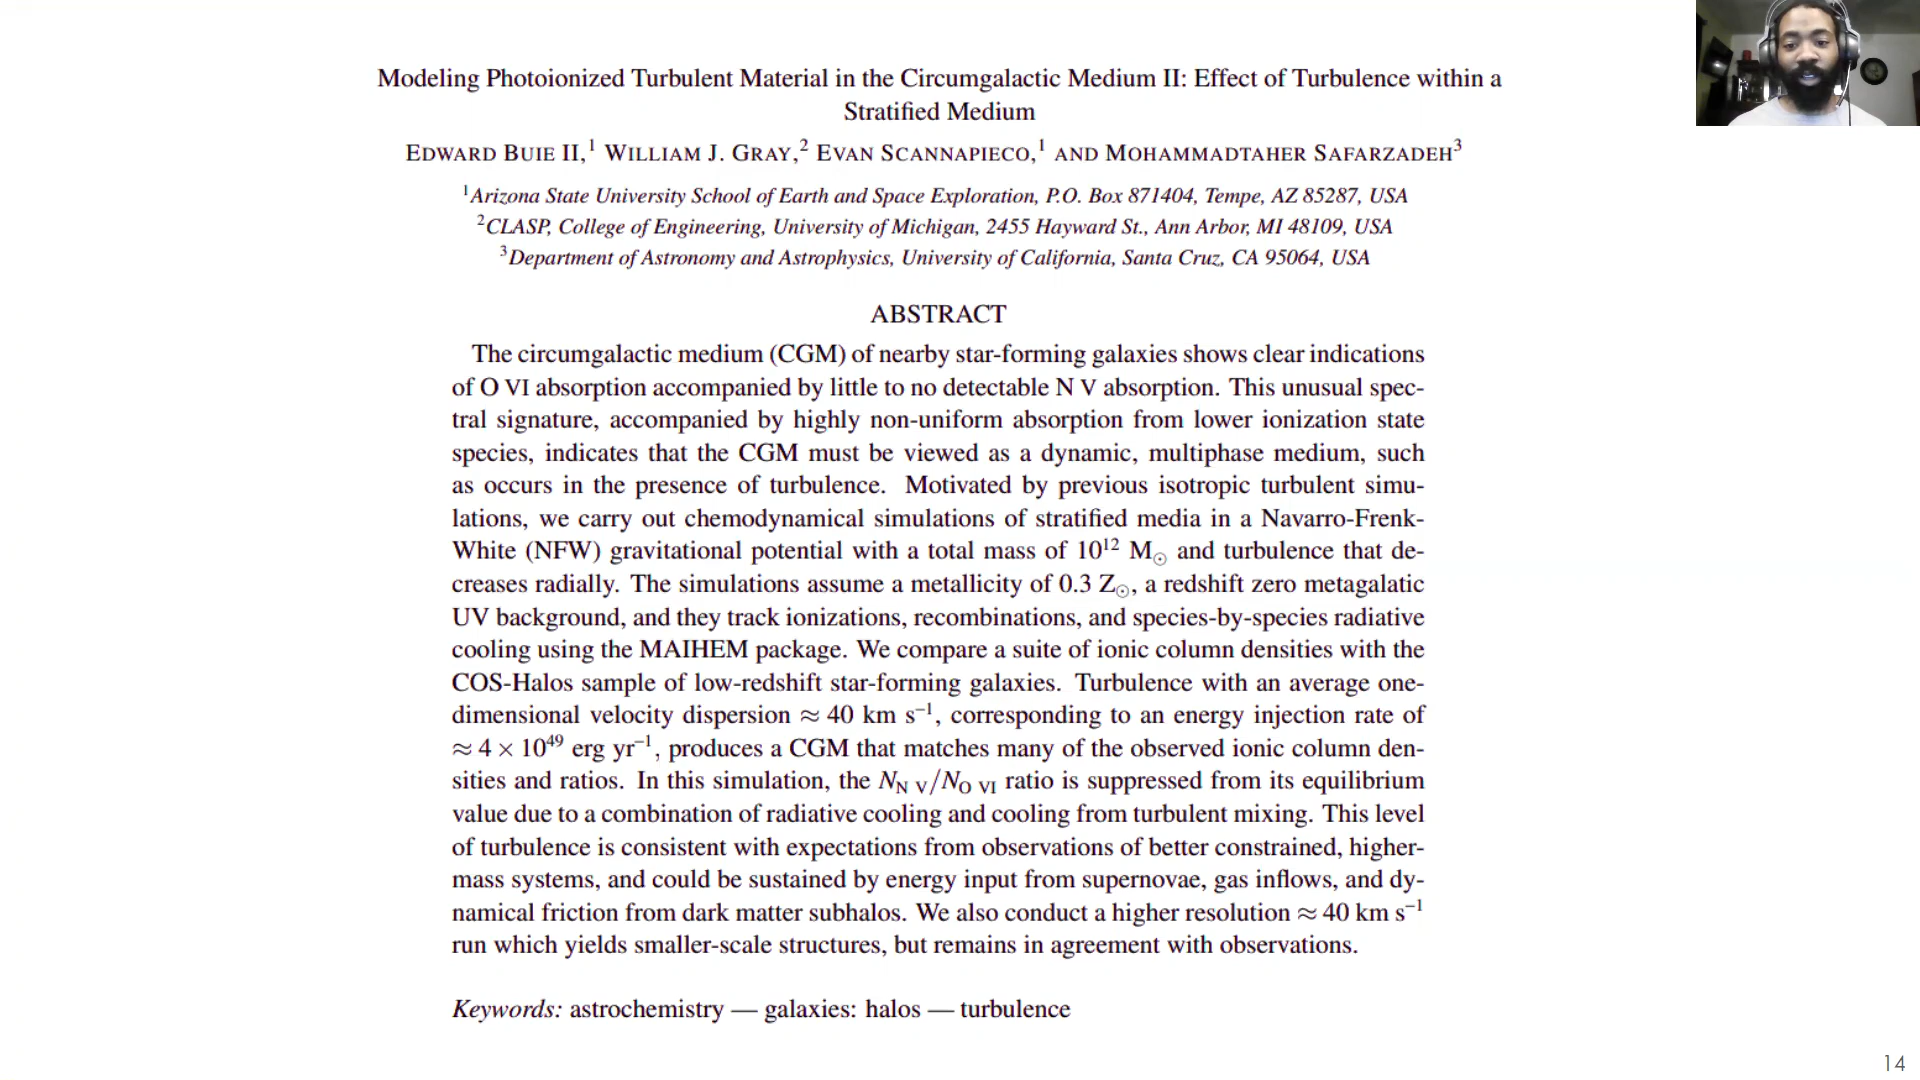 Modeling Photoionized Turbulent Material in the Circumgalactic Medium II: Effect of Turbulence within a
Stratified Medium
EDWARD BUIE II,¹ WILLIAM J. GRAY,² EVAN SCANNAPIECO,¹ AND MOHAMMADTAHER SAFARZADEH³
¹Arizona State University School of Earth and Space Exploration, P.O. Box 871404, Tempe, AZ 85287, USA
²CLASP, College of Engineering, University of Michigan, 2455 Hayward St., Ann Arbor, MI 48109, USA
³Department of Astronomy and Astrophysics, University of California, Santa Cruz, CA 95064, USA
ABSTRACT
The circumgalactic medium (CGM) of nearby star-forming galaxies shows clear indications
of O VI absorption accompanied by little to no detectable N V absorption. This unusual spec-
tral signature, accompanied by highly non-uniform absorption from lower ionization state
species, indicates that the CGM must be viewed as a dynamic, multiphase medium, such
as occurs in the presence of turbulence. Motivated by previous isotropic turbulent simu-
lations, we carry out chemodynamical simulations of stratified media in a Navarro-Frenk-
White (NFW) gravitational potential with a total mass of 10¹² M☉ and turbulence that de-
creases radially. The simulations assume a metallicity of 0.3 Z☉, a redshift zero metagalatic
UV background, and they track ionizations, recombinations, and species-by-species radiative
cooling using the MAIHEM package. We compare a suite of ionic column densities with the
COS-Halos sample of low-redshift star-forming galaxies. Turbulence with an average one-
dimensional velocity dispersion ≈ 40 km s⁻¹, corresponding to an energy injection rate of
≈ 4 × 10⁴⁹ erg yr⁻¹, produces a CGM that matches many of the observed ionic column den-
sities and ratios. In this simulation, the N_N V/N_O VI ratio is suppressed from its equilibrium
value due to a combination of radiative cooling and cooling from turbulent mixing. This level
of turbulence is consistent with expectations from observations of better constrained, higher-
mass systems, and could be sustained by energy input from supernovae, gas inflows, and dy-
namical friction from dark matter subhalos. We also conduct a higher resolution ≈ 40 km s⁻¹
run which yields smaller-scale structures, but remains in agreement with observations.
Keywords: astrochemistry — galaxies: halos — turbulence
14